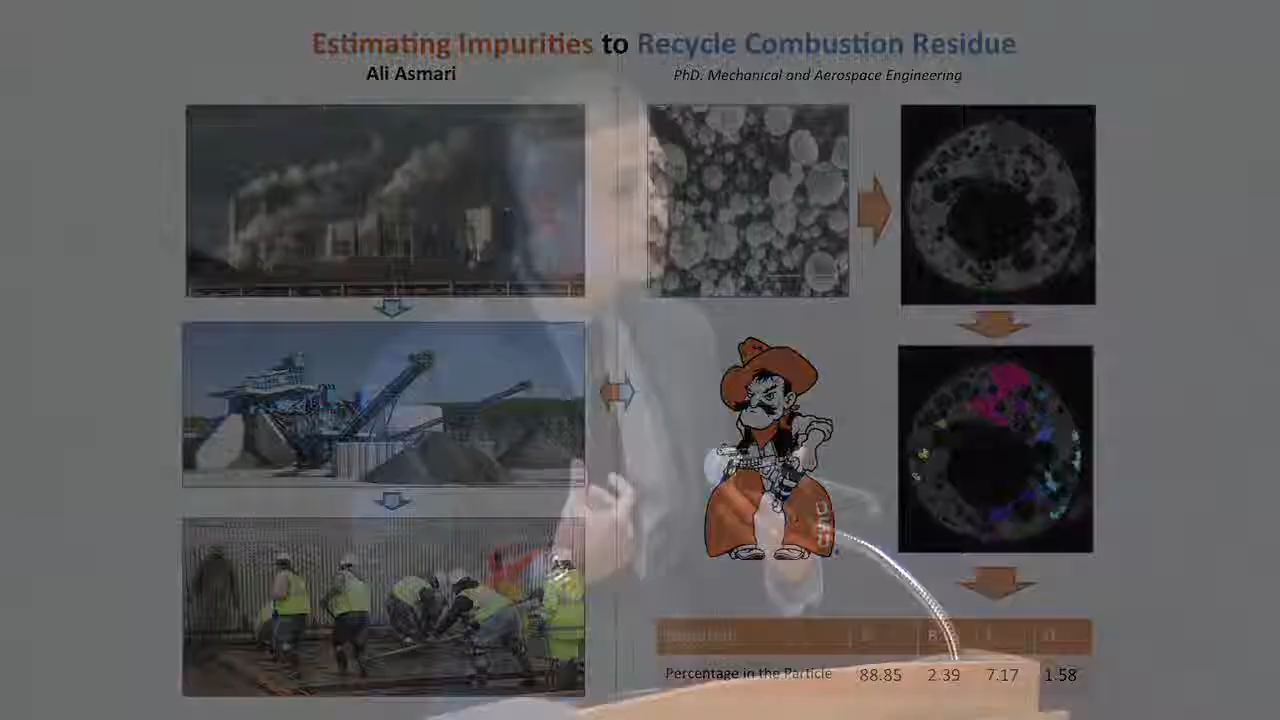 Estimating Impurities to Recycle Combustion Residue
Ali Asmari
PhD. Mechanical and Aerospace Engineering
Percentage in the Particle 88.85 2.39 7.17 1.58